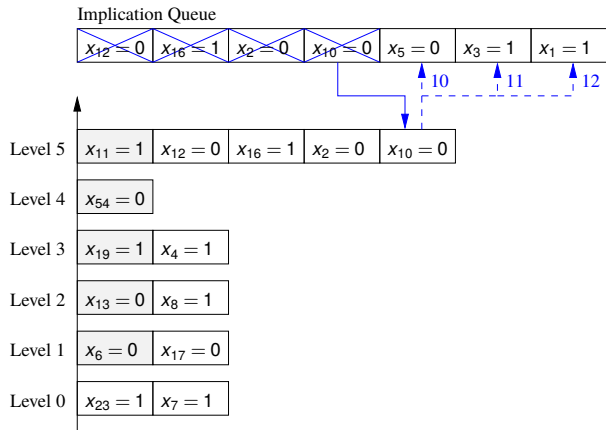 Implication Queue
x₁₂ = 0 x₁₆ = 1 x₂ = 0 x₁₀ = 0 x₅ = 0 x₃ = 1 x₁ = 1
10 11 12
Level 5 x₁₁ = 1 x₁₂ = 0 x₁₆ = 1 x₂ = 0 x₁₀ = 0
Level 4 x₅₄ = 0
Level 3 x₁₉ = 1 x₄ = 1
Level 2 x₁₃ = 0 x₈ = 1
Level 1 x₆ = 0 x₁₇ = 0
Level 0 x₂₃ = 1 x₇ = 1